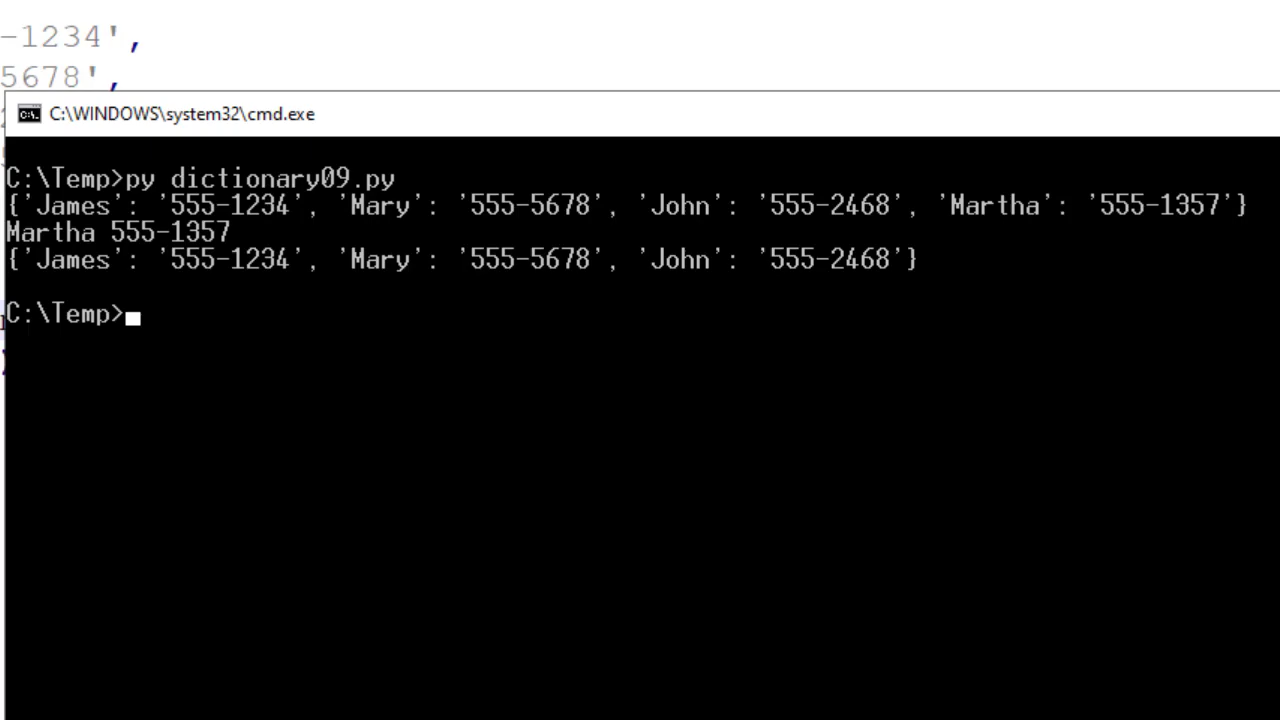 -1234',
5678',
C:\WINDOWS\system32\cmd.exe
C:\Temp>py dictionary09.py
{'James': '555-1234', 'Mary': '555-5678', 'John': '555-2468', 'Martha': '555-1357'}
Martha 555-1357
{'James': '555-1234', 'Mary': '555-5678', 'John': '555-2468'}
C:\Temp>